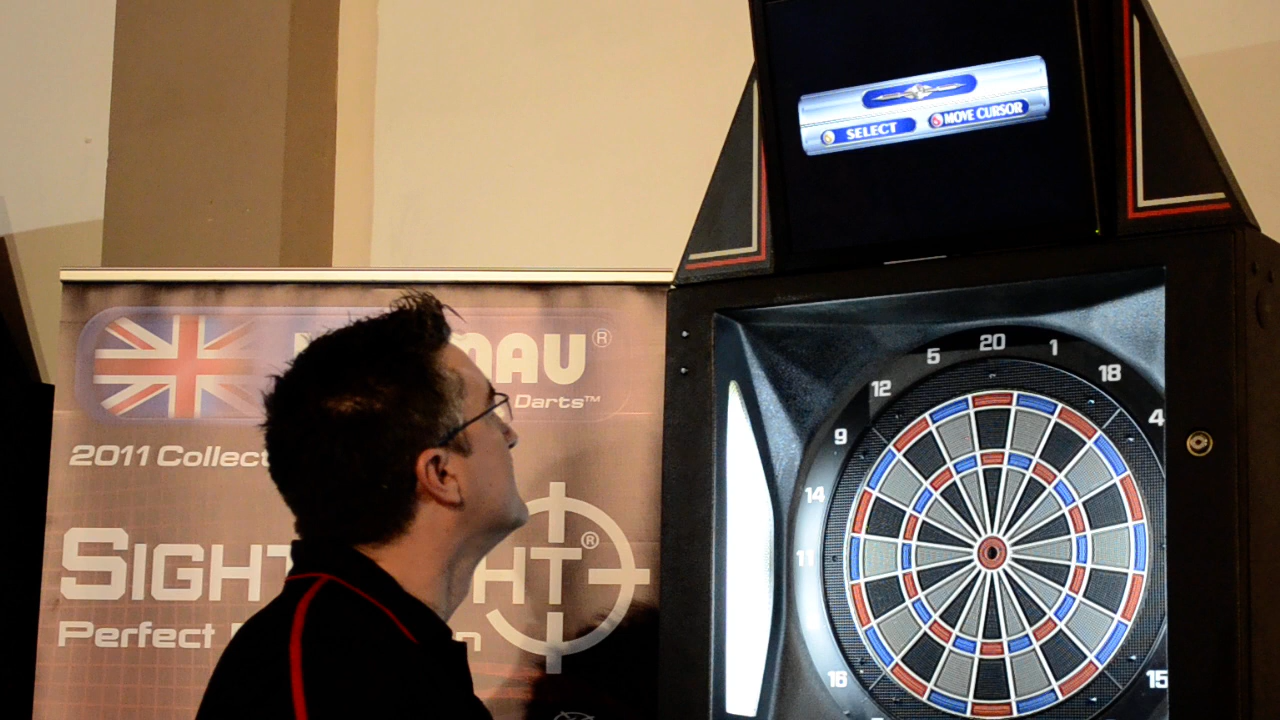 SELECT MOVE CURSOR
MAU®
Darts™
2011 Collect
SIGHT HT®
Perfect n
20
5 1
12 18
9 4
14
11
16 15